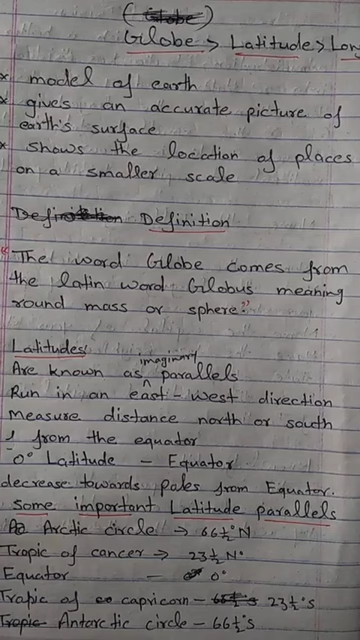 (Globe)
Globe > Latitude > Lon
* model of earth
* give's an accurate picture of
earth's surface
* shows the location of places
on a smaller scale
Definition Definition
"The word Globe comes from
the latin word Globus meaning
round mass or sphere."
Latitudes
imaginary
Are known as ^ parallels
Run in an east - west direction
Measure distance north or south
from the equator
0° Latitude - Equator
decrease towards poles from Equator.
some important Latitude parallels
Arctic circle → 66½°N
Tropic of cancer → 23½N°
Equator - 0°
Tropic of capricorn - 23½°s
Tropic Antarctic circle - 66½°s